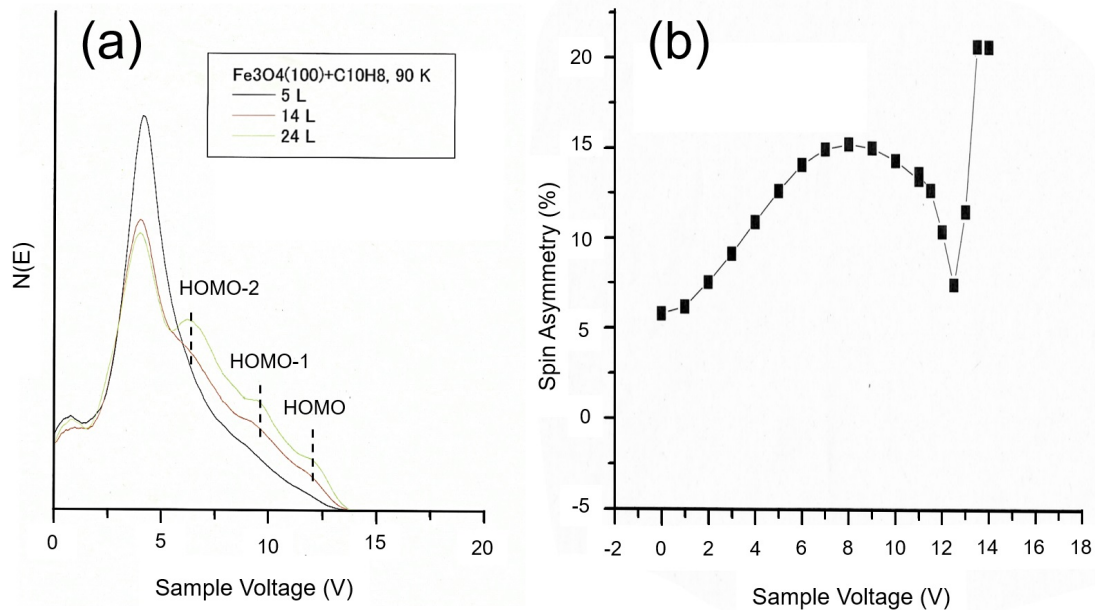 (a)
Fe3O4(100)+C10H8, 90 K
5 L
14 L
24 L
N(E)
HOMO-2
HOMO-1
HOMO
0 5 10 15 20
Sample Voltage (V)
(b)
Spin Asymmetry (%)
20
15
10
5
0
-5
-2 0 2 4 6 8 10 12 14 16 18
Sample Voltage (V)